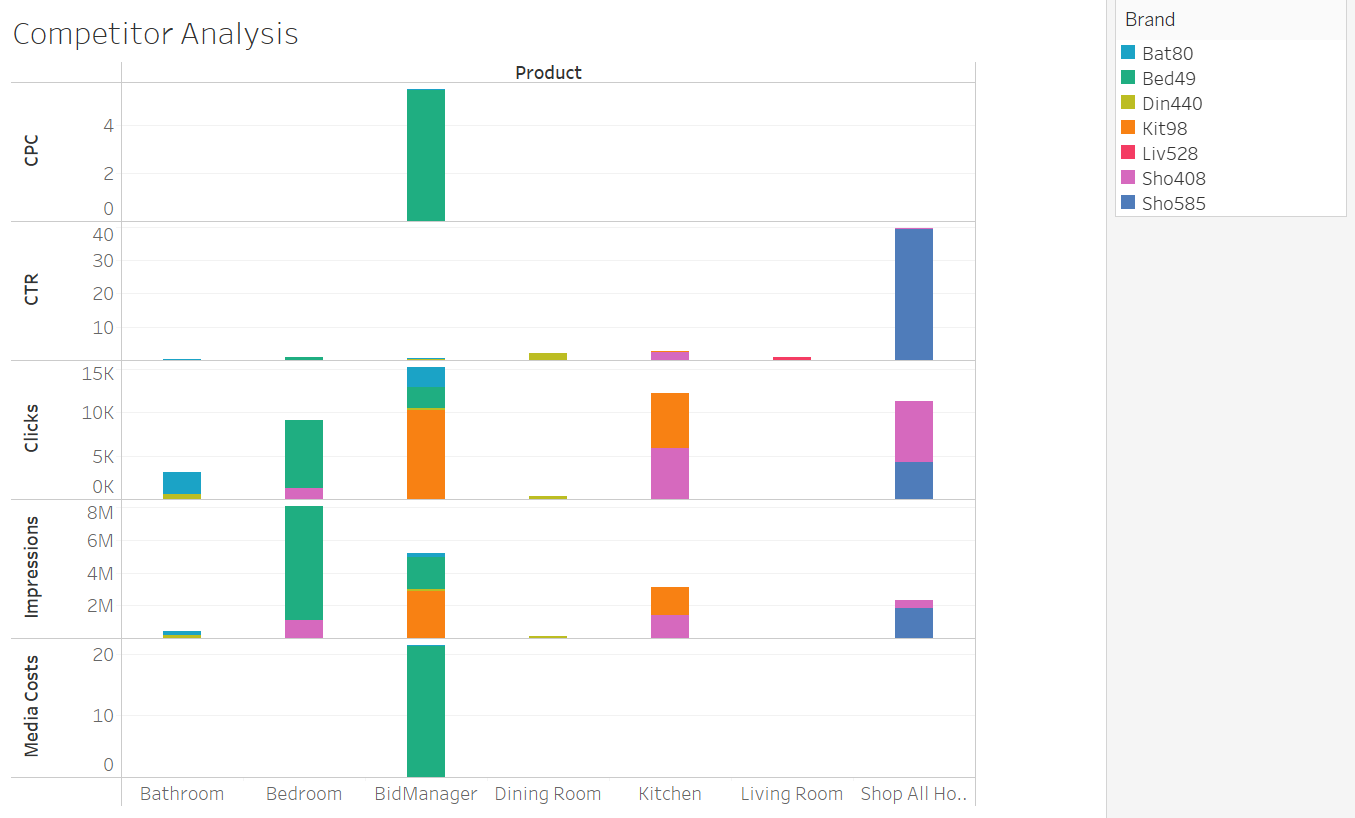 Competitor Analysis
Product
CPC
4
2
0
CTR
40
30
20
10
Clicks
15K
10K
5K
0K
Impressions
8M
6M
4M
2M
Media Costs
20
10
0
Bathroom Bedroom BidManager Dining Room Kitchen Living Room Shop All Ho..
Brand
Bat80
Bed49
Din440
Kit98
Liv528
Sho408
Sho585